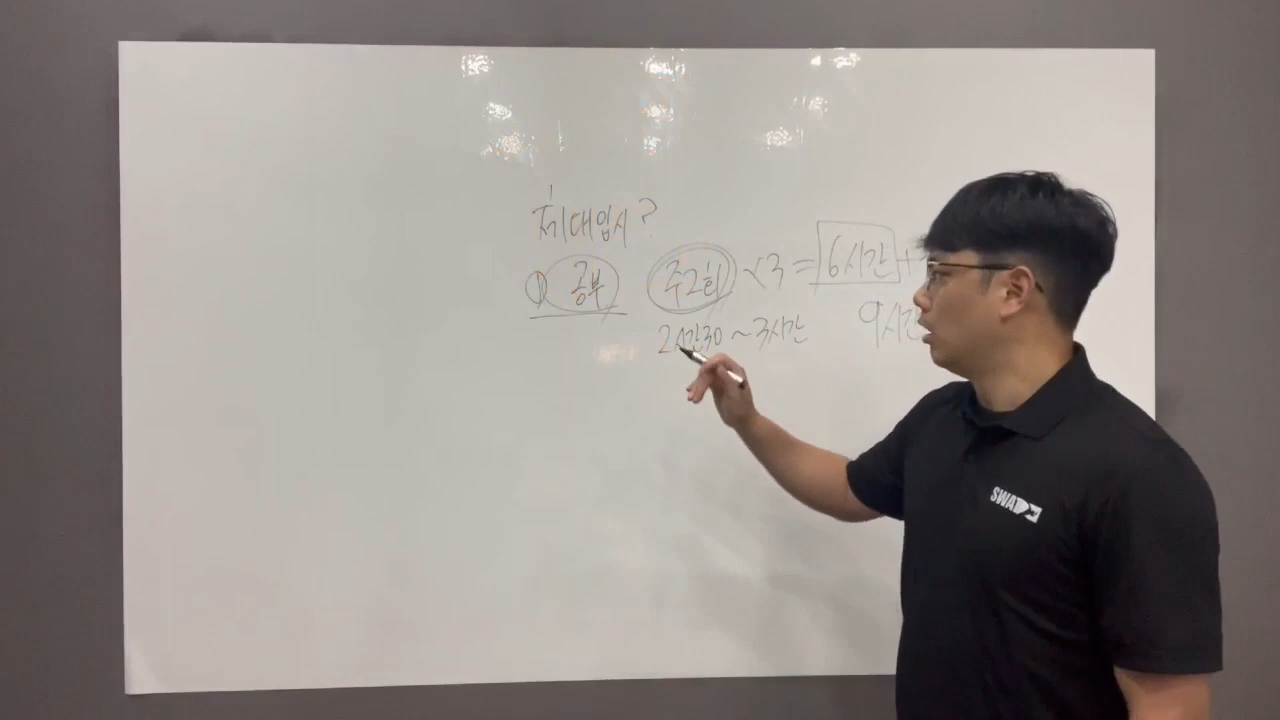 체대입시?
① 공부 주2회 ×3 = 6시간 +
2시간30 ~ 3시간 9시간
SWAT